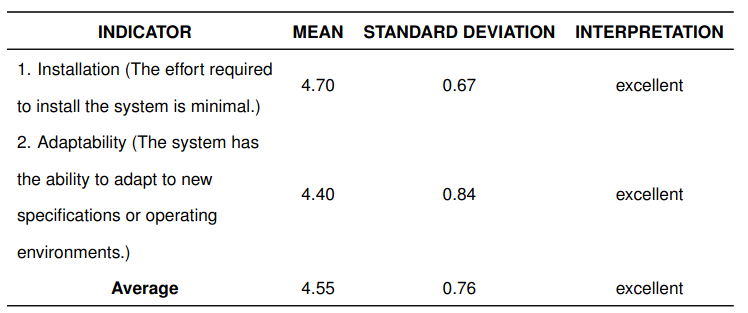 INDICATOR MEAN STANDARD DEVIATION INTERPRETATION
1. Installation (The effort required
to install the system is minimal.)
4.70 0.67 excellent
2. Adaptability (The system has
the ability to adapt to new
specifications or operating
environments.)
4.40 0.84 excellent
Average 4.55 0.76 excellent